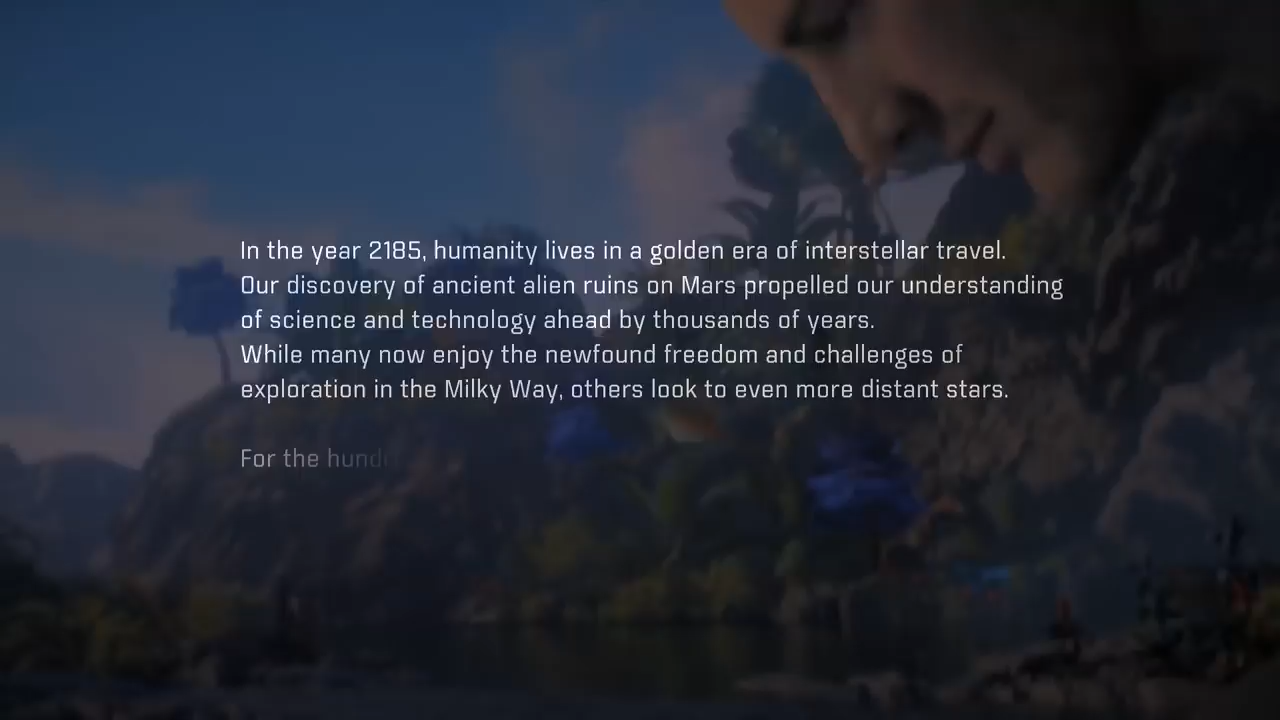 In the year 2185, humanity lives in a golden era of interstellar travel.
Our discovery of ancient alien ruins on Mars propelled our understanding
of science and technology ahead by thousands of years.
While many now enjoy the newfound freedom and challenges of
exploration in the Milky Way, others look to even more distant stars.
For the